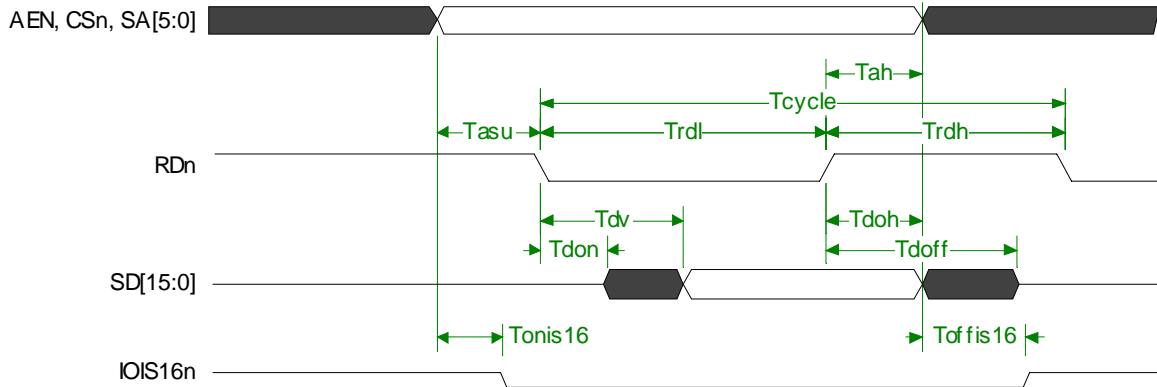 AEN, CSn, SA[5:0]
Tah
Tcycle
Tasu
Trdl
Trdh
RDn
Tdv
Tdoh
Tdon
Tdoff
SD[15:0]
Tonis16
Toffis16
IOIS16n